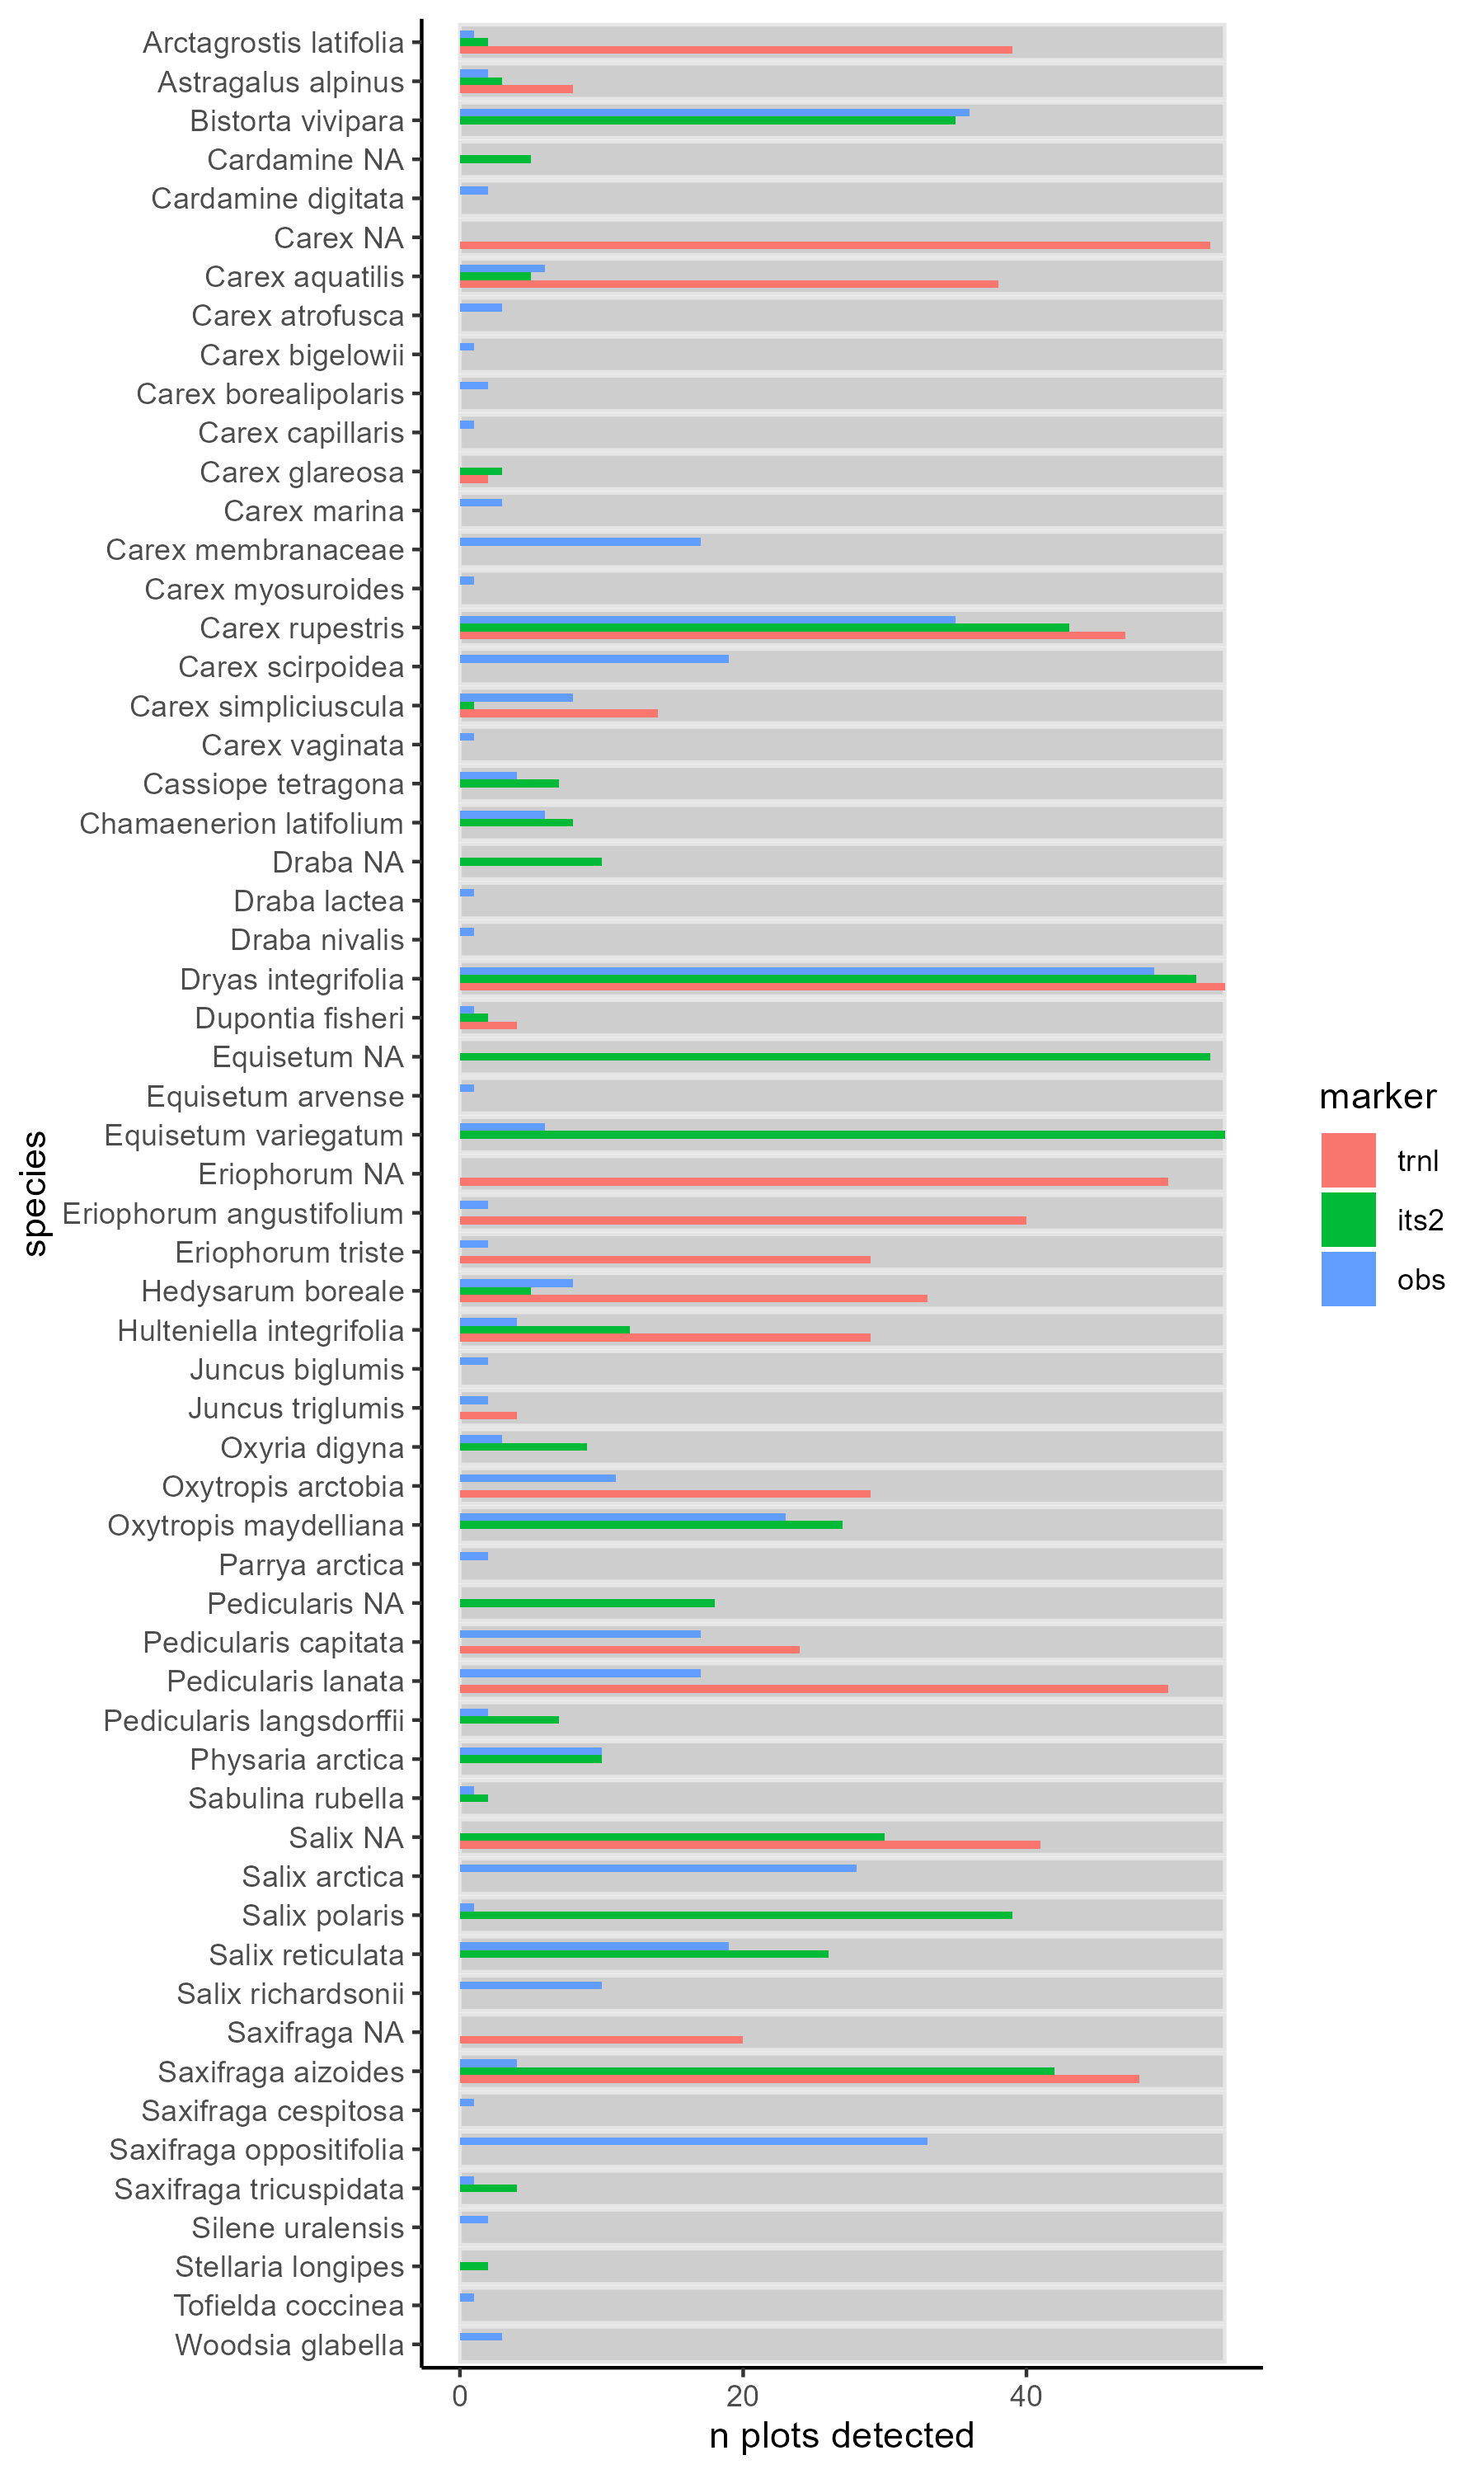 Arctagrostis latifolia
Astragalus alpinus
Bistorta vivipara
Cardamine NA
Cardamine digitata
Carex NA
Carex aquatilis
Carex atrofusca
Carex bigelowii
Carex borealipolaris
Carex capillaris
Carex glareosa
Carex marina
Carex membranaceae
Carex myosuroides
Carex rupestris
Carex scirpoidea
Carex simpliciuscula
Carex vaginata
Cassiope tetragona
Chamaenerion latifolium
Draba NA
Draba lactea
Draba nivalis
Dryas integrifolia
Dupontia fisheri
Equisetum NA
Equisetum arvense
Equisetum variegatum
Eriophorum NA
Eriophorum angustifolium
Eriophorum triste
Hedysarum boreale
Hulteniella integrifolia
Juncus biglumis
Juncus triglumis
Oxyria digyna
Oxytropis arctobia
Oxytropis maydelliana
Parrya arctica
Pedicularis NA
Pedicularis capitata
Pedicularis lanata
Pedicularis langsdorffii
Physaria arctica
Sabulina rubella
Salix NA
Salix arctica
Salix polaris
Salix reticulata
Salix richardsonii
Saxifraga NA
Saxifraga aizoides
Saxifraga cespitosa
Saxifraga oppositifolia
Saxifraga tricuspidata
Silene uralensis
Stellaria longipes
Tofielda coccinea
Woodsia glabella
species
0 20 40
n plots detected
marker
trnl
its2
obs